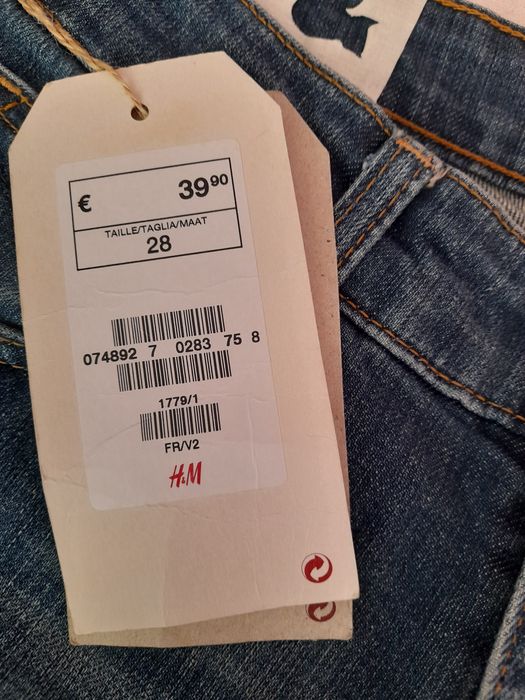 € 39⁹⁰
TAILLE/TAGLIA/MAAT
28
074892 7 0283 75 8
1779/1
FR/V2
H&M